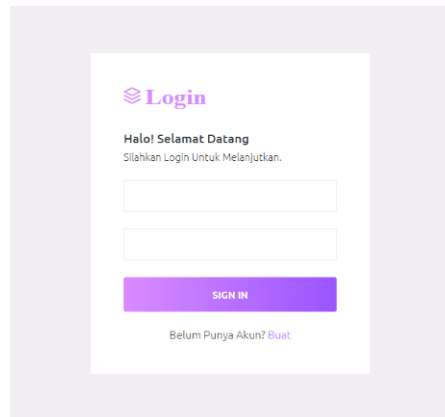 Login
Halo! Selamat Datang
Silahkan Login Untuk Melanjutkan.
SIGN IN
Belum Punya Akun? Buat